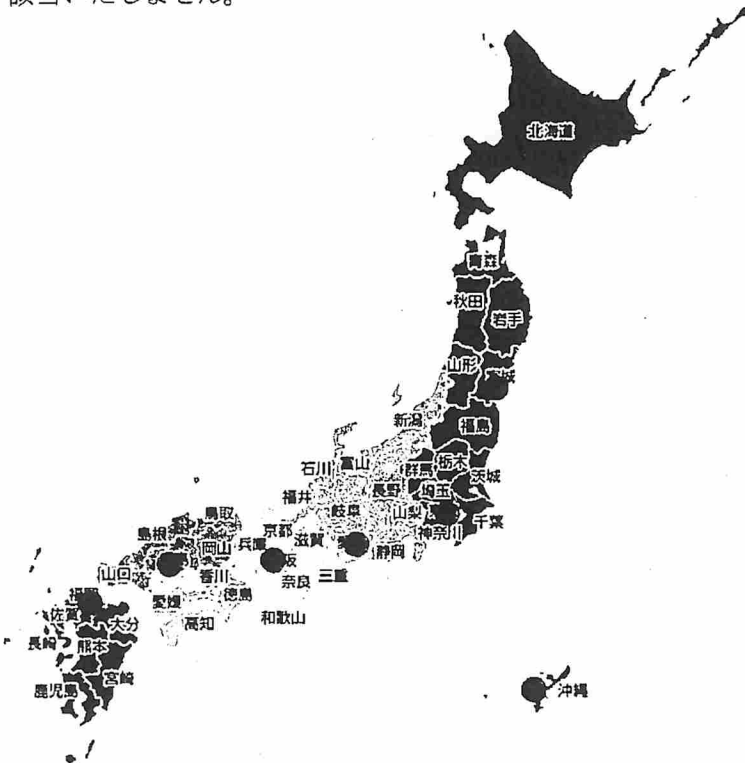 該当いたしません。
北海道
青森
秋田
岩手
山形
宮城
新潟
福島
石川
富山
群馬
栃木
茨城
福井
長野
埼玉
岐阜
山梨
千葉
神奈川
鳥取
島根
京都
滋賀
兵庫
岡山
静岡
山口
香川
奈良
三重
愛媛
徳島
高知
和歌山
佐賀
大分
長崎
熊本
宮崎
鹿児島
沖縄